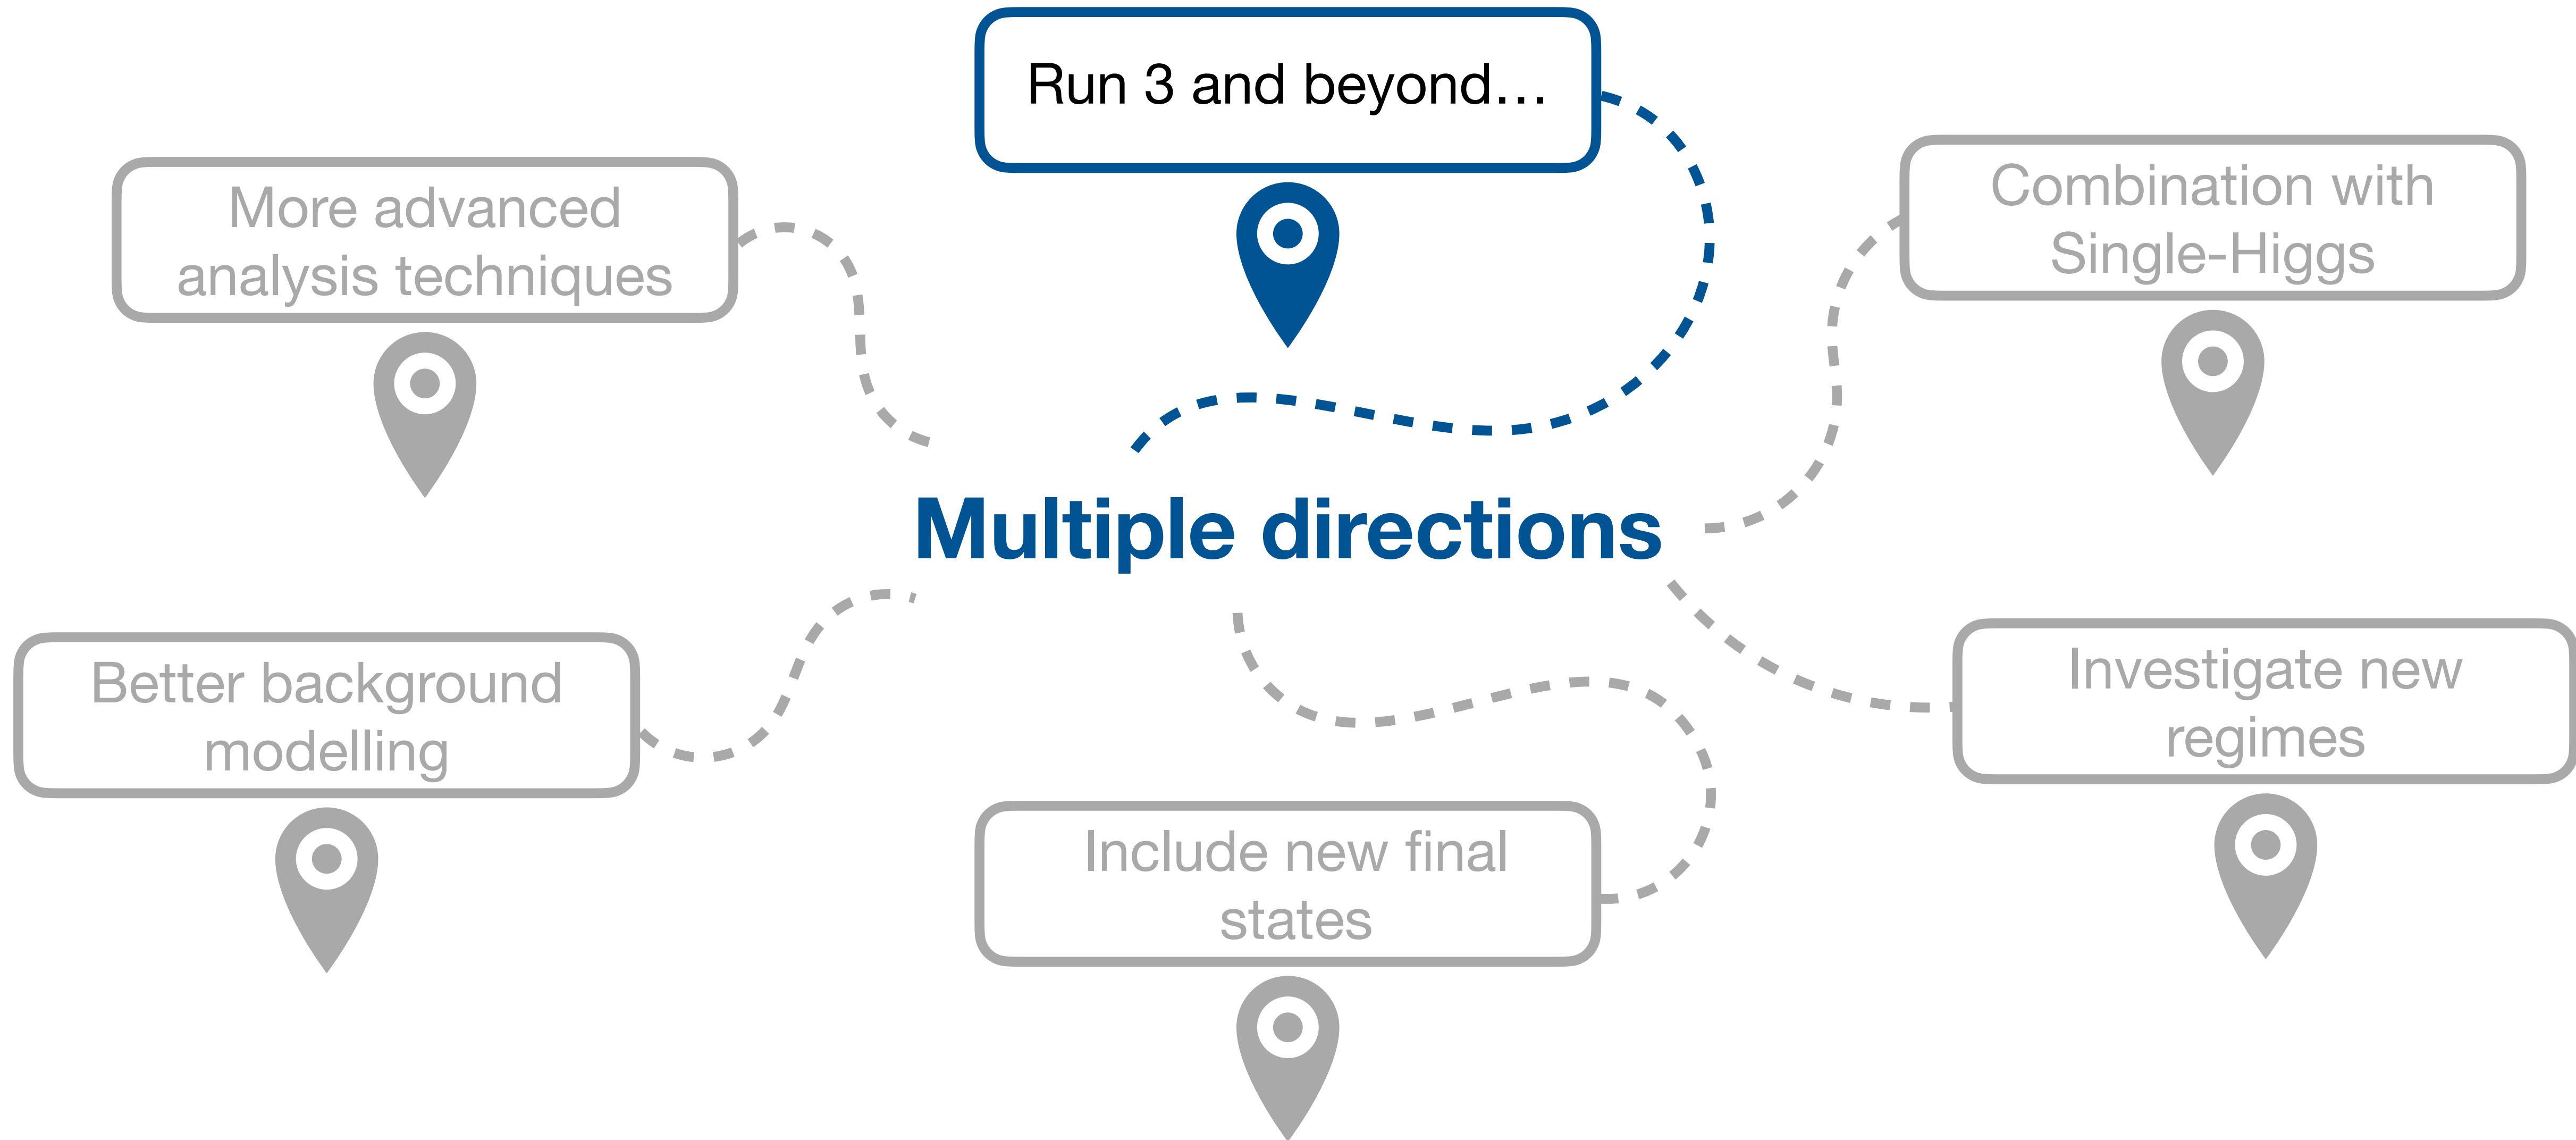 Run 3 and beyond…
More advanced
analysis techniques
Combination with
Single-Higgs
Multiple directions
Better background
modelling
Investigate new
regimes
Include new final
states